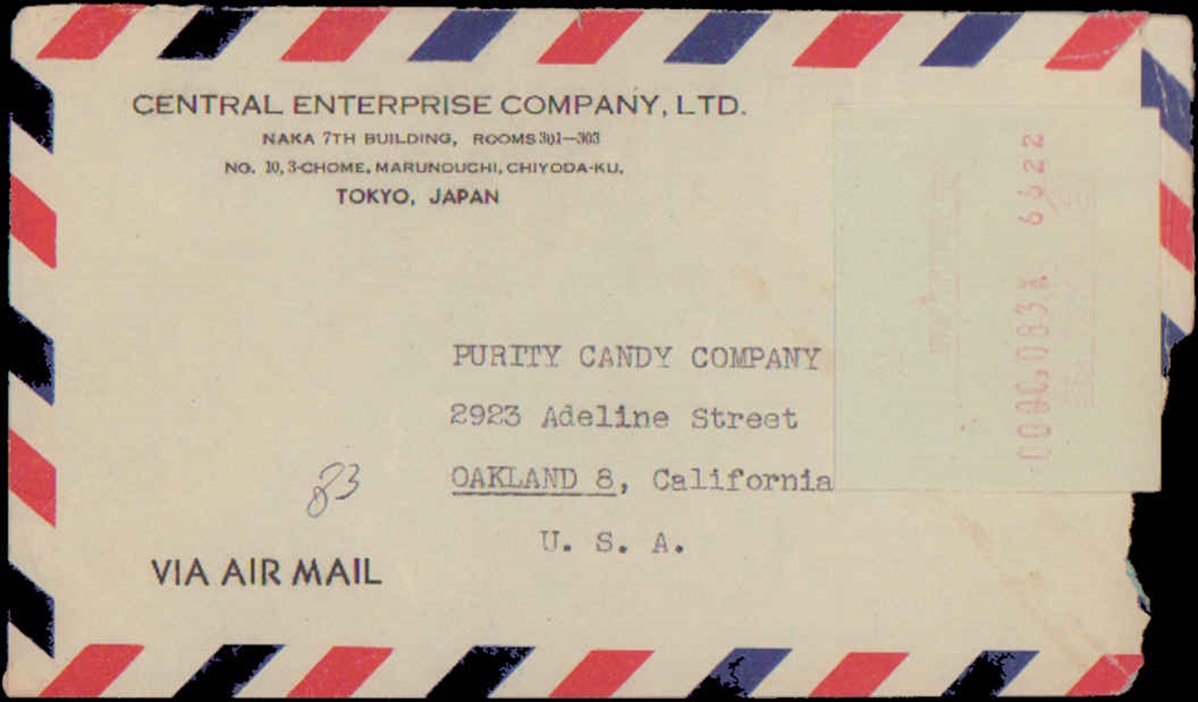 CENTRAL ENTERPRISE COMPANY, LTD.
NAKA 7TH BUILDING, ROOMS 301—303
NO. 10, 3-CHOME, MARUNOUCHI, CHIYODA-KU,
TOKYO, JAPAN
6622
PURITY CANDY COMPANY
2923 Adeline Street
OAKLAND 8, California
U. S. A.
83
VIA AIR MAIL